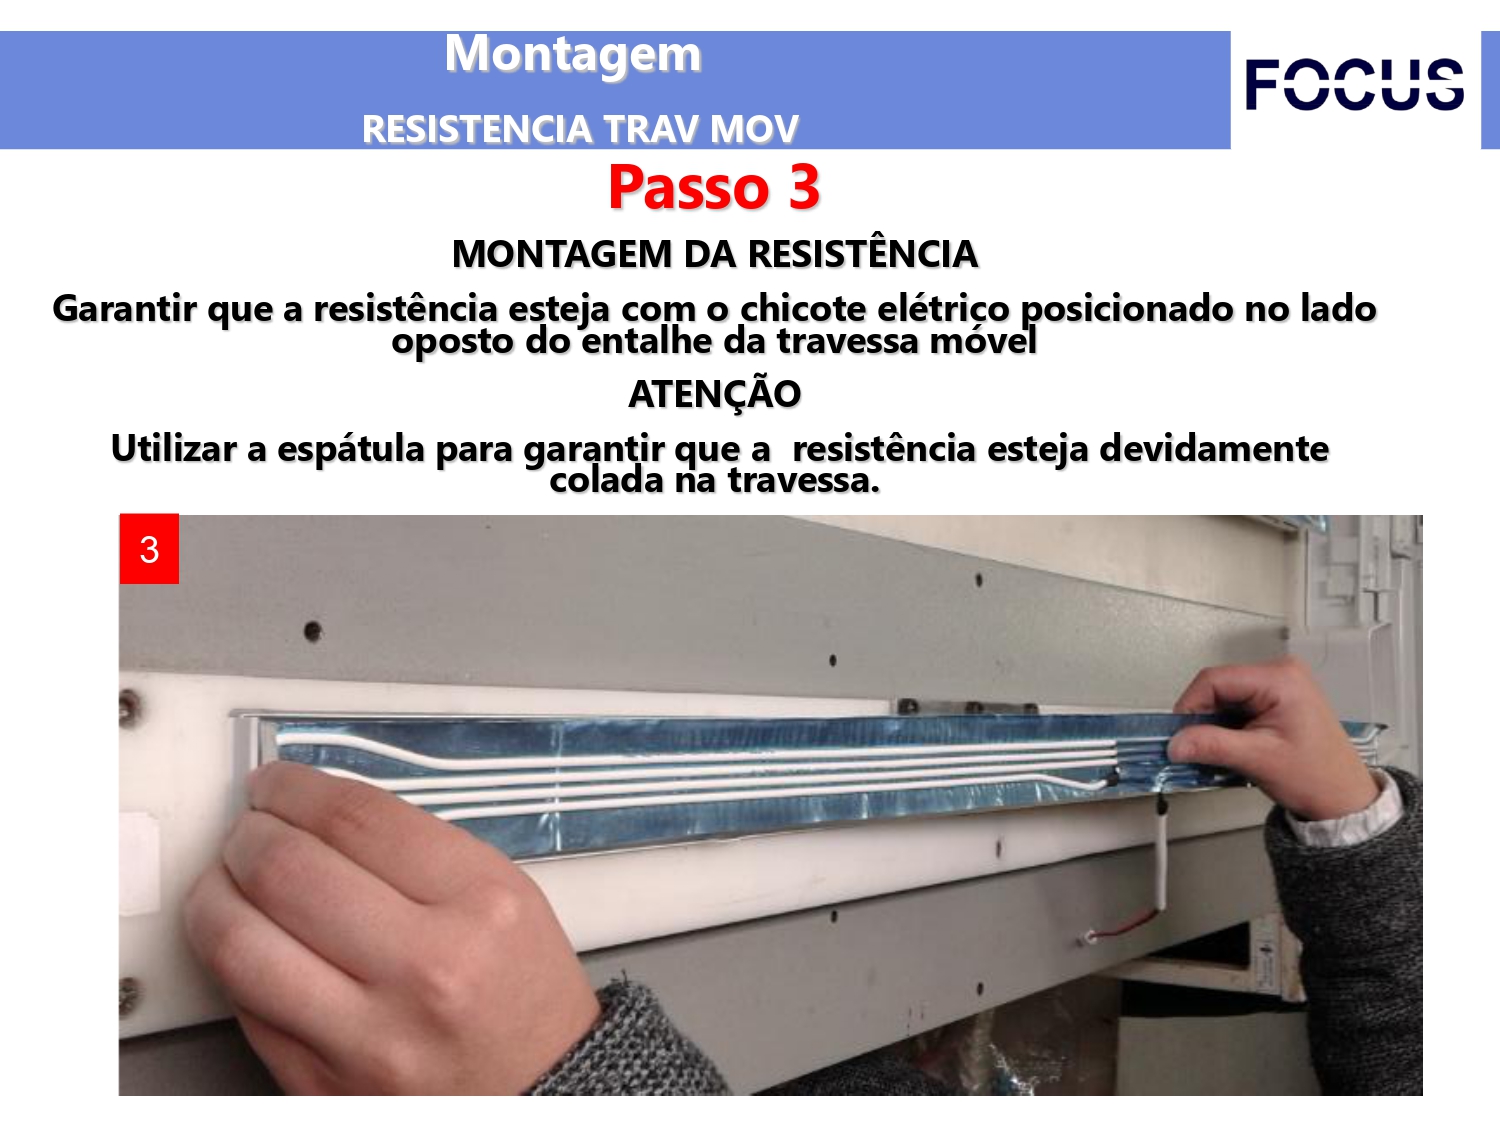 Montagem
RESISTENCIA TRAV MOV
FOCUS
Passo 3
MONTAGEM DA RESISTÊNCIA
Garantir que a resistência esteja com o chicote elétrico posicionado no lado
oposto do entalhe da travessa móvel
ATENÇÃO
Utilizar a espátula para garantir que a  resistência esteja devidamente
colada na travessa.
3